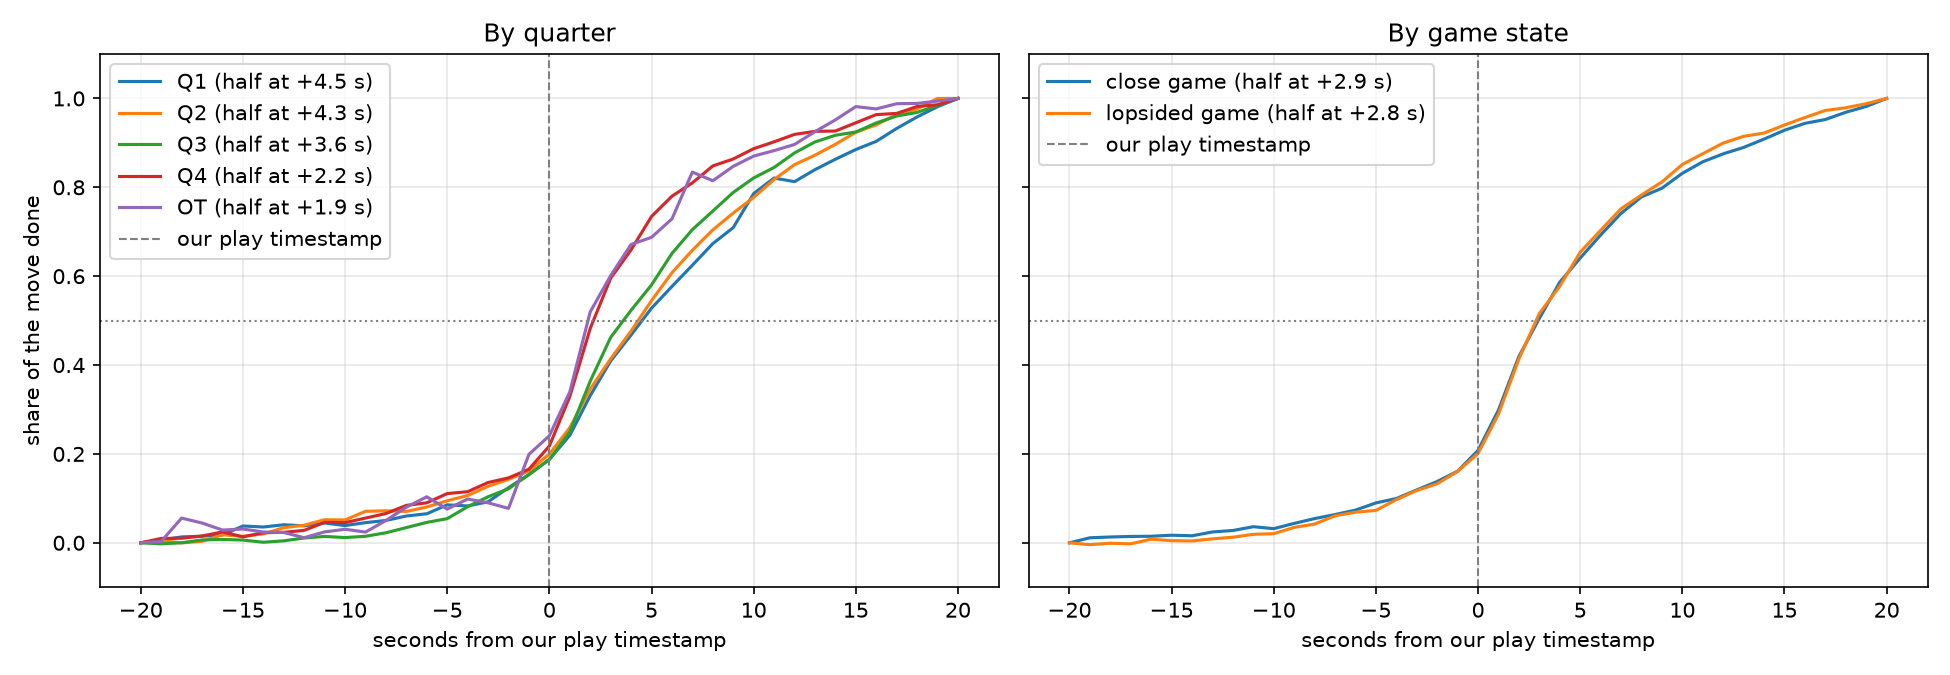 By quarter
Q1 (half at +4.5 s)
Q2 (half at +4.3 s)
Q3 (half at +3.6 s)
Q4 (half at +2.2 s)
OT (half at +1.9 s)
our play timestamp
share of the move done
1.0
0.8
0.6
0.4
0.2
0.0
−20 −15 −10 −5 0 5 10 15 20
seconds from our play timestamp
By game state
close game (half at +2.9 s)
lopsided game (half at +2.8 s)
our play timestamp
−20 −15 −10 −5 0 5 10 15 20
seconds from our play timestamp